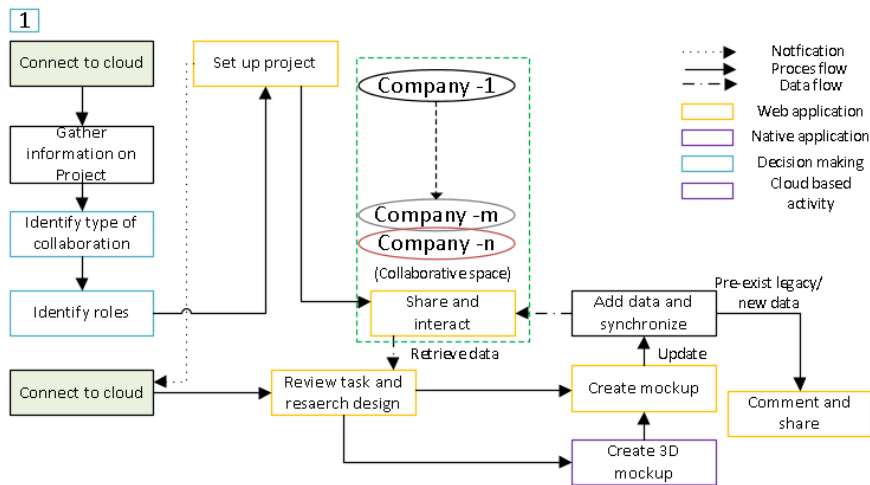 1
Connect to cloud
Set up project
Company -1
Notfication
Proces flow
Data flow
Web application
Native application
Decision making
Cloud based
activity
Gather
information on
Project
Identify type of
collaboration
Company -m
Company -n
(Collaborative space)
Identify roles
Share and
interact
Add data and
synchronize
Pre-exist legacy/
new data
Retrieve data
Update
Connect to cloud
Review task and
resaerch design
Create mockup
Comment and
share
Create 3D
mockup